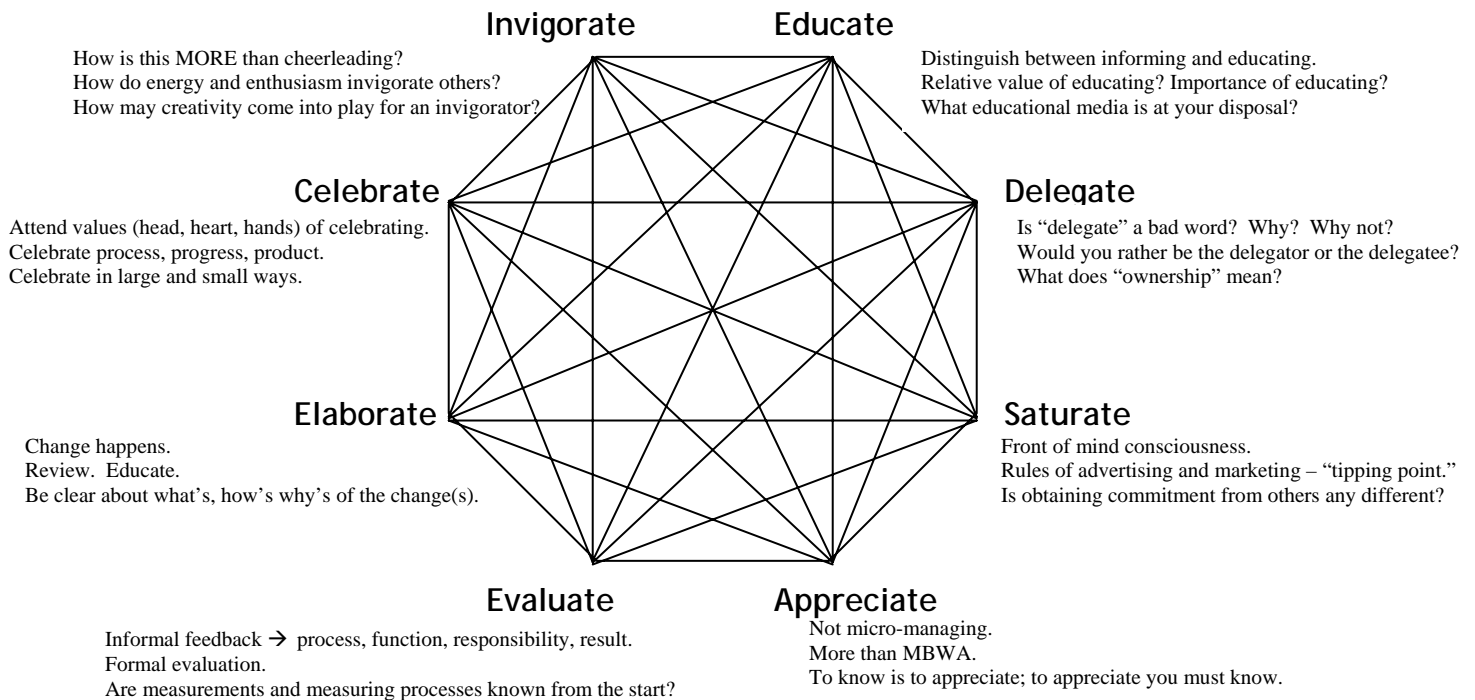 Invigorate
How is this MORE than cheerleading?
How do energy and enthusiasm invigorate others?
How may creativity come into play for an invigorator?
Educate
Distinguish between informing and educating.
Relative value of educating? Importance of educating?
What educational media is at your disposal?
Celebrate
Attend values (head, heart, hands) of celebrating.
Celebrate process, progress, product.
Celebrate in large and small ways.
Delegate
Is “delegate” a bad word?  Why?  Why not?
Would you rather be the delegator or the delegatee?
What does “ownership” mean?
Elaborate
Change happens.
Review.  Educate.
Be clear about what's, how's why's of the change(s).
Saturate
Front of mind consciousness.
Rules of advertising and marketing – “tipping point.”
Is obtaining commitment from others any different?
Evaluate
Informal feedback → process, function, responsibility, result.
Formal evaluation.
Are measurements and measuring processes known from the start?
Appreciate
Not micro-managing.
More than MBWA.
To know is to appreciate; to appreciate you must know.